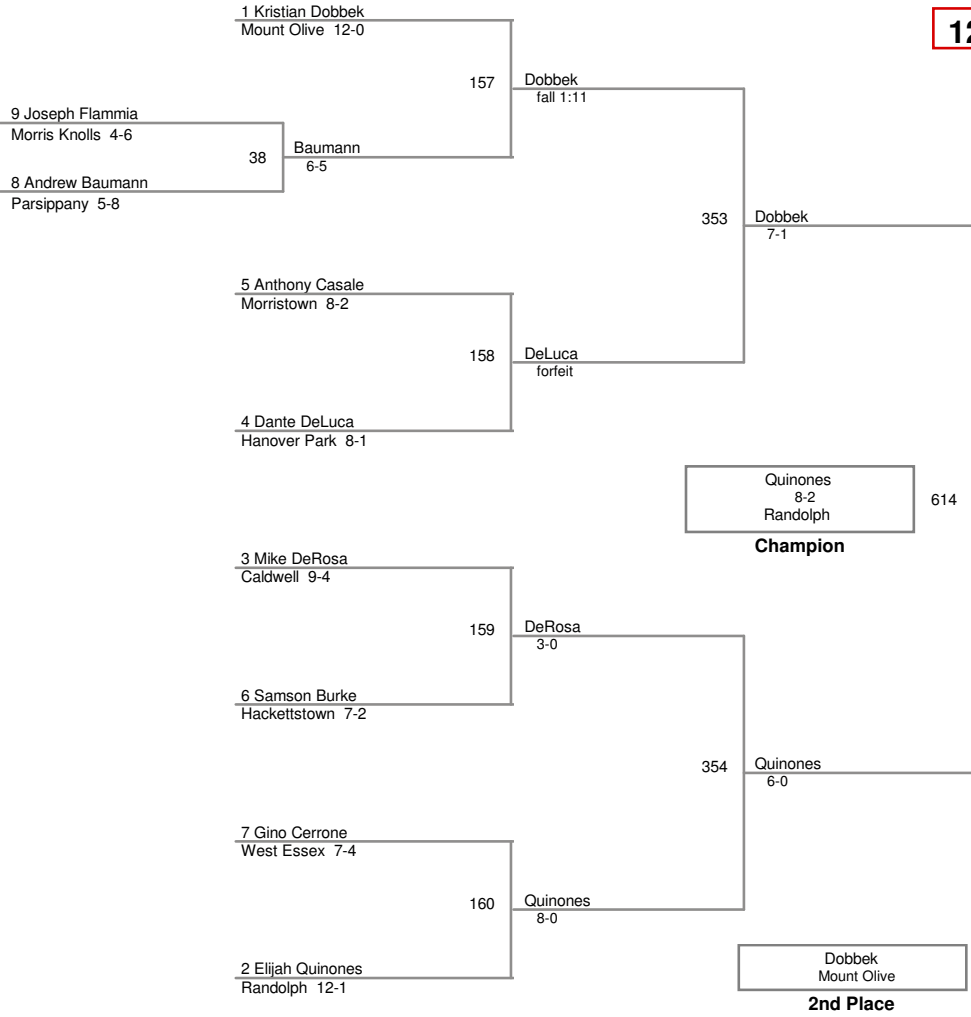 1 Kristian Dobbek
Mount Olive 12-0
12
157
Dobbek
fall 1:11
9 Joseph Flammia
Morris Knolls 4-6
38
Baumann
6-5
8 Andrew Baumann
Parsippany 5-8
353
Dobbek
7-1
5 Anthony Casale
Morristown 8-2
158
DeLuca
forfeit
4 Dante DeLuca
Hanover Park 8-1
Quinones
8-2
Randolph
614
Champion
3 Mike DeRosa
Caldwell 9-4
159
DeRosa
3-0
6 Samson Burke
Hackettstown 7-2
354
Quinones
6-0
7 Gino Cerrone
West Essex 7-4
160
Quinones
8-0
2 Elijah Quinones
Randolph 12-1
Dobbek
Mount Olive
2nd Place